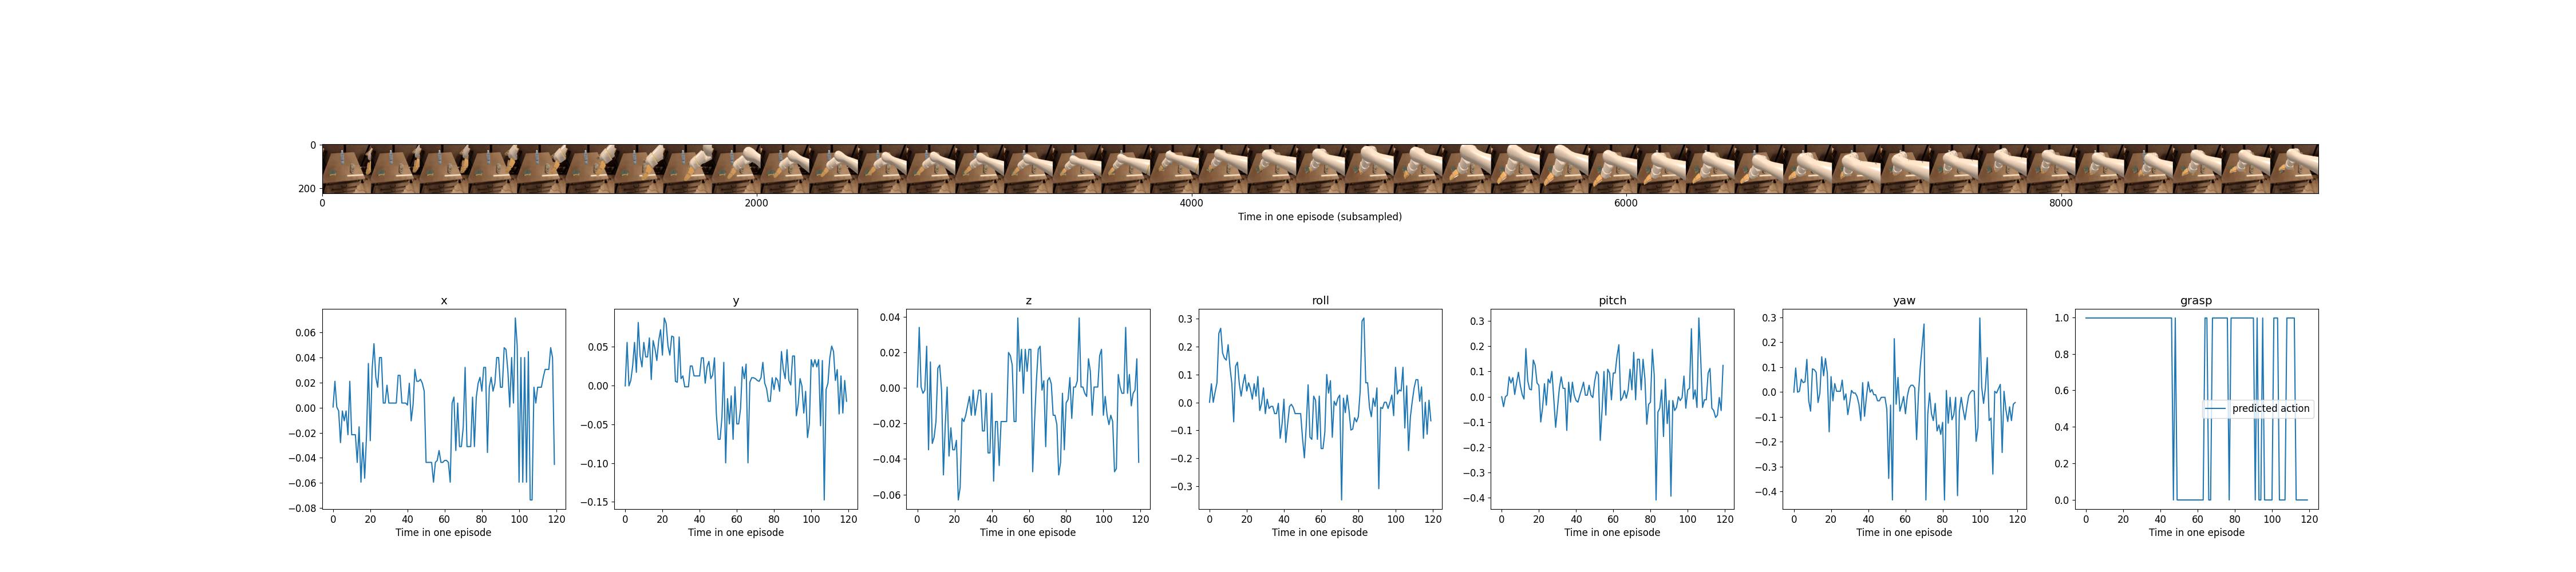 0
200
0 2000 4000 6000 8000
Time in one episode (subsampled)
x
0.06
0.04
0.02
0.00
−0.02
−0.04
−0.06
−0.08
0 20 40 60 80 100 120
Time in one episode
y
0.05
0.00
−0.05
−0.10
−0.15
0 20 40 60 80 100 120
Time in one episode
z
0.04
0.02
0.00
−0.02
−0.04
−0.06
0 20 40 60 80 100 120
Time in one episode
roll
0.3
0.2
0.1
0.0
−0.1
−0.2
−0.3
0 20 40 60 80 100 120
Time in one episode
pitch
0.3
0.2
0.1
0.0
−0.1
−0.2
−0.3
−0.4
0 20 40 60 80 100 120
Time in one episode
yaw
0.3
0.2
0.1
0.0
−0.1
−0.2
−0.3
−0.4
0 20 40 60 80 100 120
Time in one episode
grasp
1.0
0.8
0.6
0.4
0.2
0.0
predicted action
0 20 40 60 80 100 120
Time in one episode